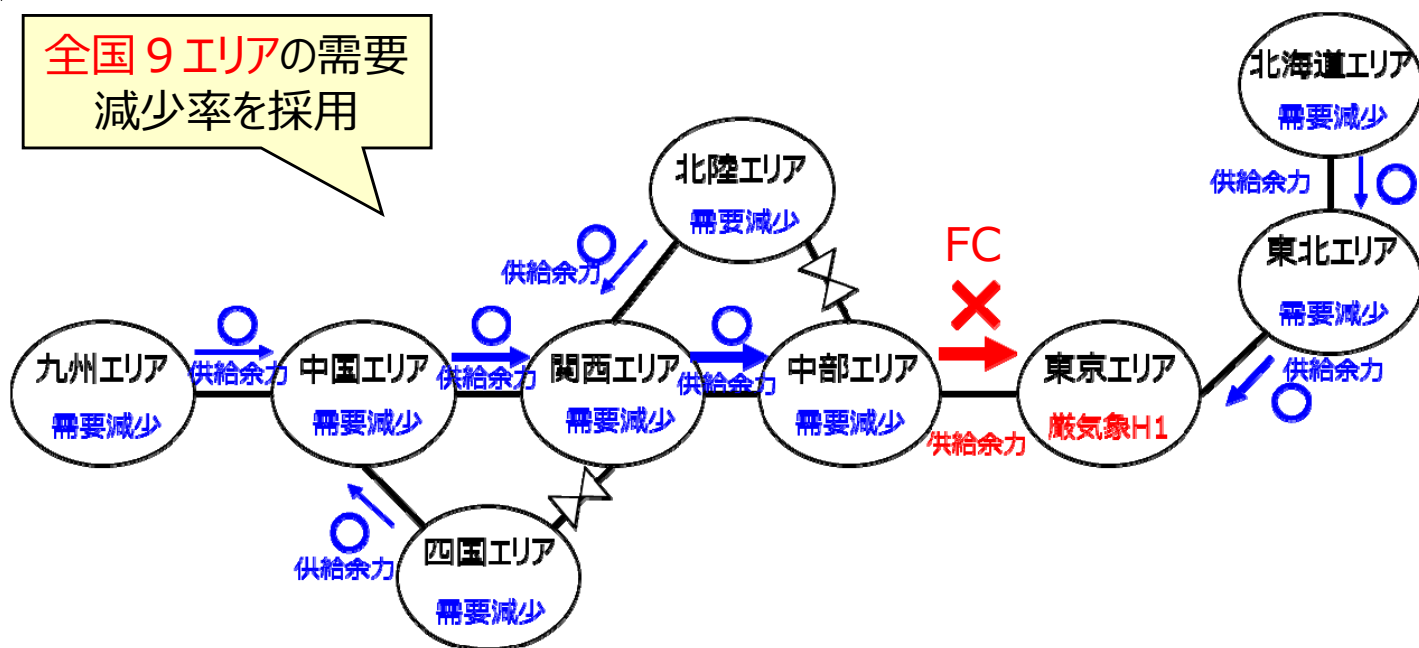 全国9エリアの需要
減少率を採用
北海道エリア
需要減少
供給余力
東北エリア
需要減少
供給余力
北陸エリア
需要減少
供給余力
FC
九州エリア
需要減少
供給余力
中国エリア
需要減少
供給余力
関西エリア
需要減少
供給余力
中部エリア
需要減少
供給余力
東京エリア
厳気象H1
四国エリア
需要減少
供給余力